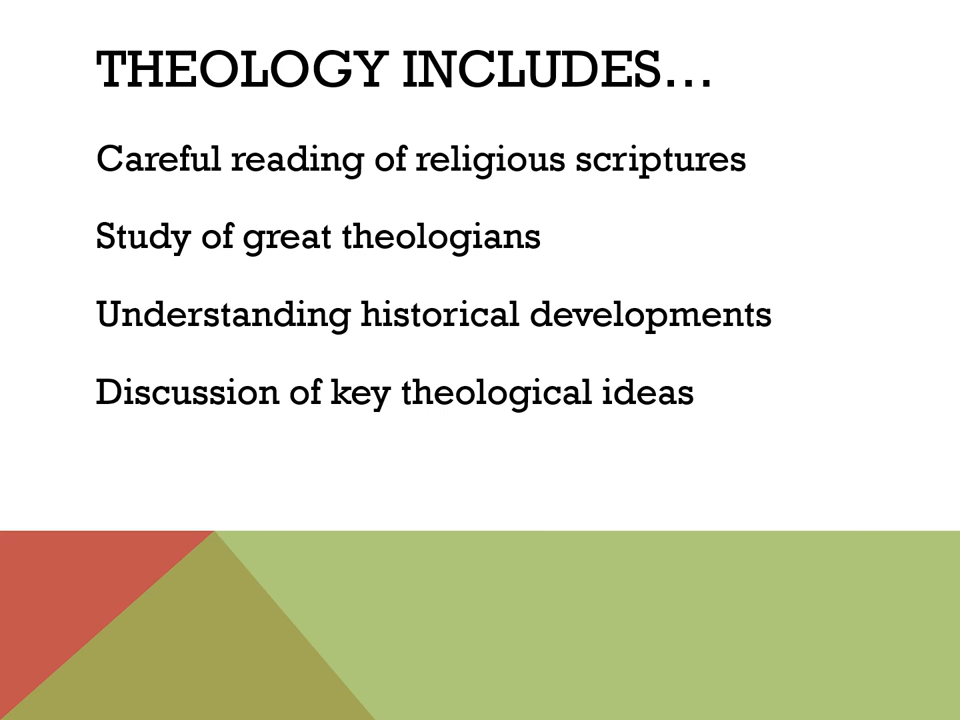 THEOLOGY INCLUDES…
Careful reading of religious scriptures
Study of great theologians
Understanding historical developments
Discussion of key theological ideas